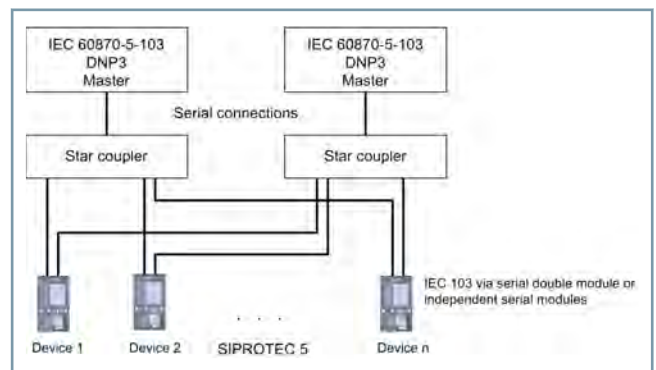 IEC 60870-5-103
DNP3
Master
IEC 60870-5-103
DNP3
Master
Serial connections
Star coupler
Star coupler
IEC 103 via serial double module or
independent serial modules
Device 1
Device 2
. . .
SIPROTEC 5
Device n